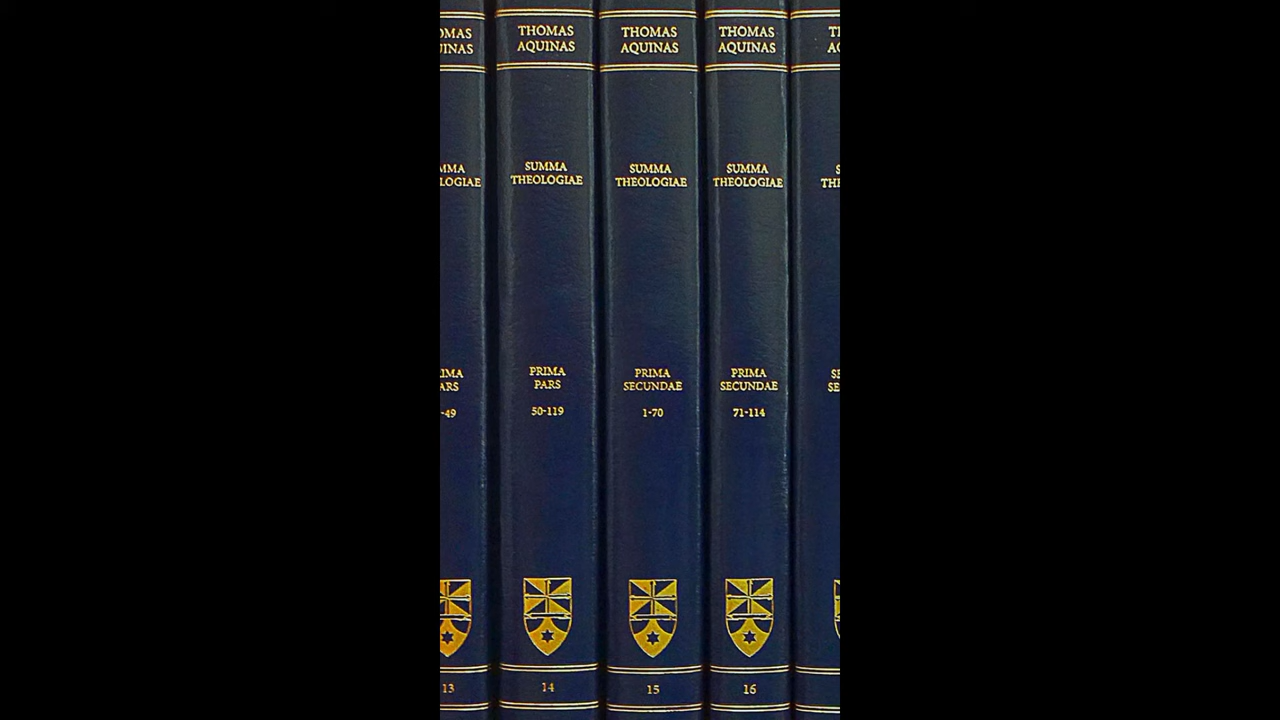 THOMAS
AQUINAS
SUMMA
THEOLOGIAE
PRIMA
PARS
50-119
14
THOMAS
AQUINAS
SUMMA
THEOLOGIAE
PRIMA
SECUNDAE
1-70
15
THOMAS
AQUINAS
SUMMA
THEOLOGIAE
PRIMA
SECUNDAE
71-114
16
13